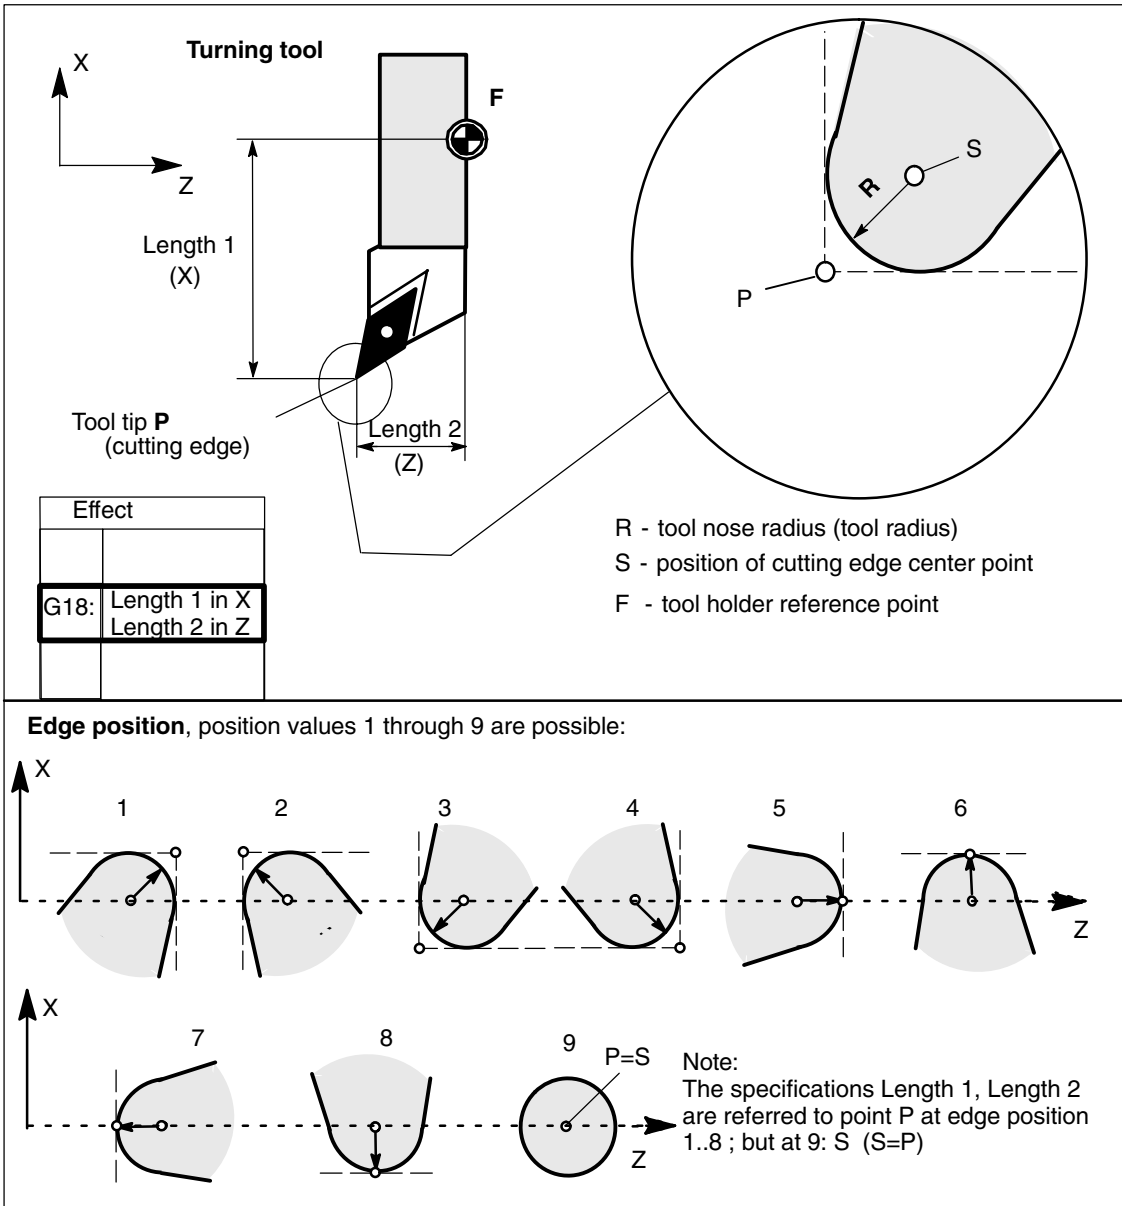 Turning tool
X
Z
F
Length 1
(X)
Tool tip P
(cutting edge)
Length 2
(Z)
S
R
P
R - tool nose radius (tool radius)
S - position of cutting edge center point
F - tool holder reference point
Effect
G18: Length 1 in X
Length 2 in Z
Edge position, position values 1 through 9 are possible:
X
1 2 3 4 5 6
Z
X
7 8 9
P=S
Z
Note:
The specifications Length 1, Length 2
are referred to point P at edge position
1..8 ; but at 9: S (S=P)